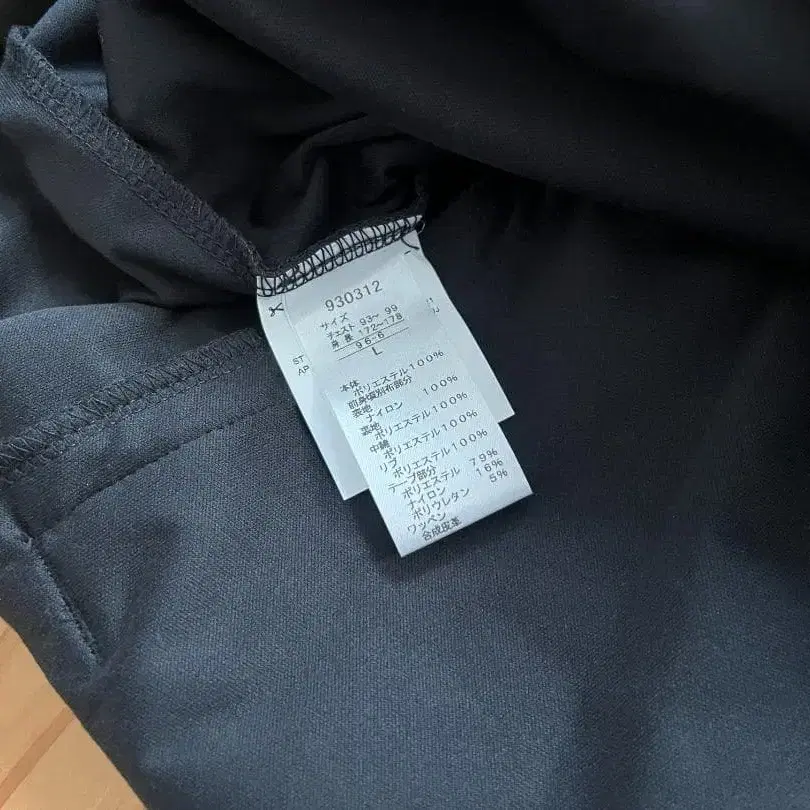 930312
サイズ
チェスト 93~ 99
身長 172~178
96-6
L
ST
AP
本体
ポリエステル100%
前身頃別布部分
表地
ナイロン 100%
裏地
ポリエステル100%
中綿
ポリエステル100%
リブ
ポリエステル100%
テープ部分
ポリエステル 79%
ナイロン 16%
ポリウレタン 5%
ワッペン
合成皮革